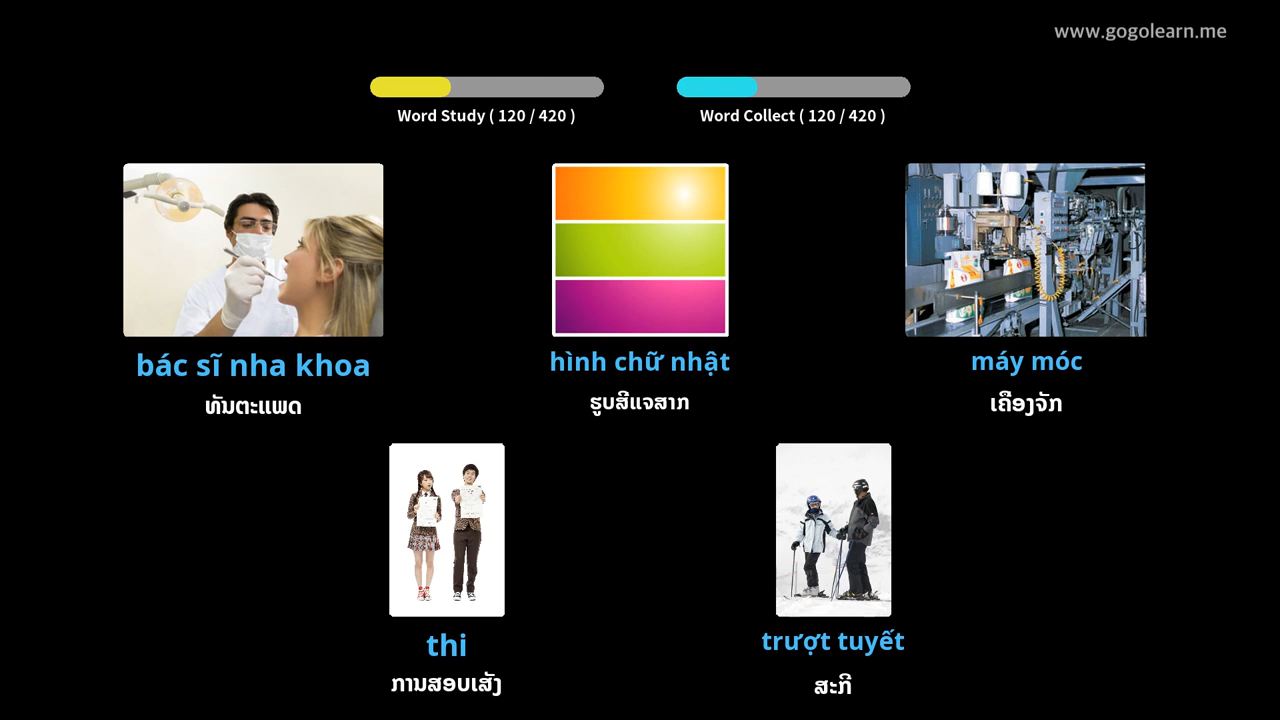 www.gogolearn.me
Word Study ( 120 / 420 )
Word Collect ( 120 / 420 )
bác sĩ nha khoa
ທັນຕະແພດ
hình chữ nhật
ຮູບສີ່ແຈສາກ
máy móc
ເຄື່ອງຈັກ
thi
ການສອບເສັງ
trượt tuyết
ສະກີ